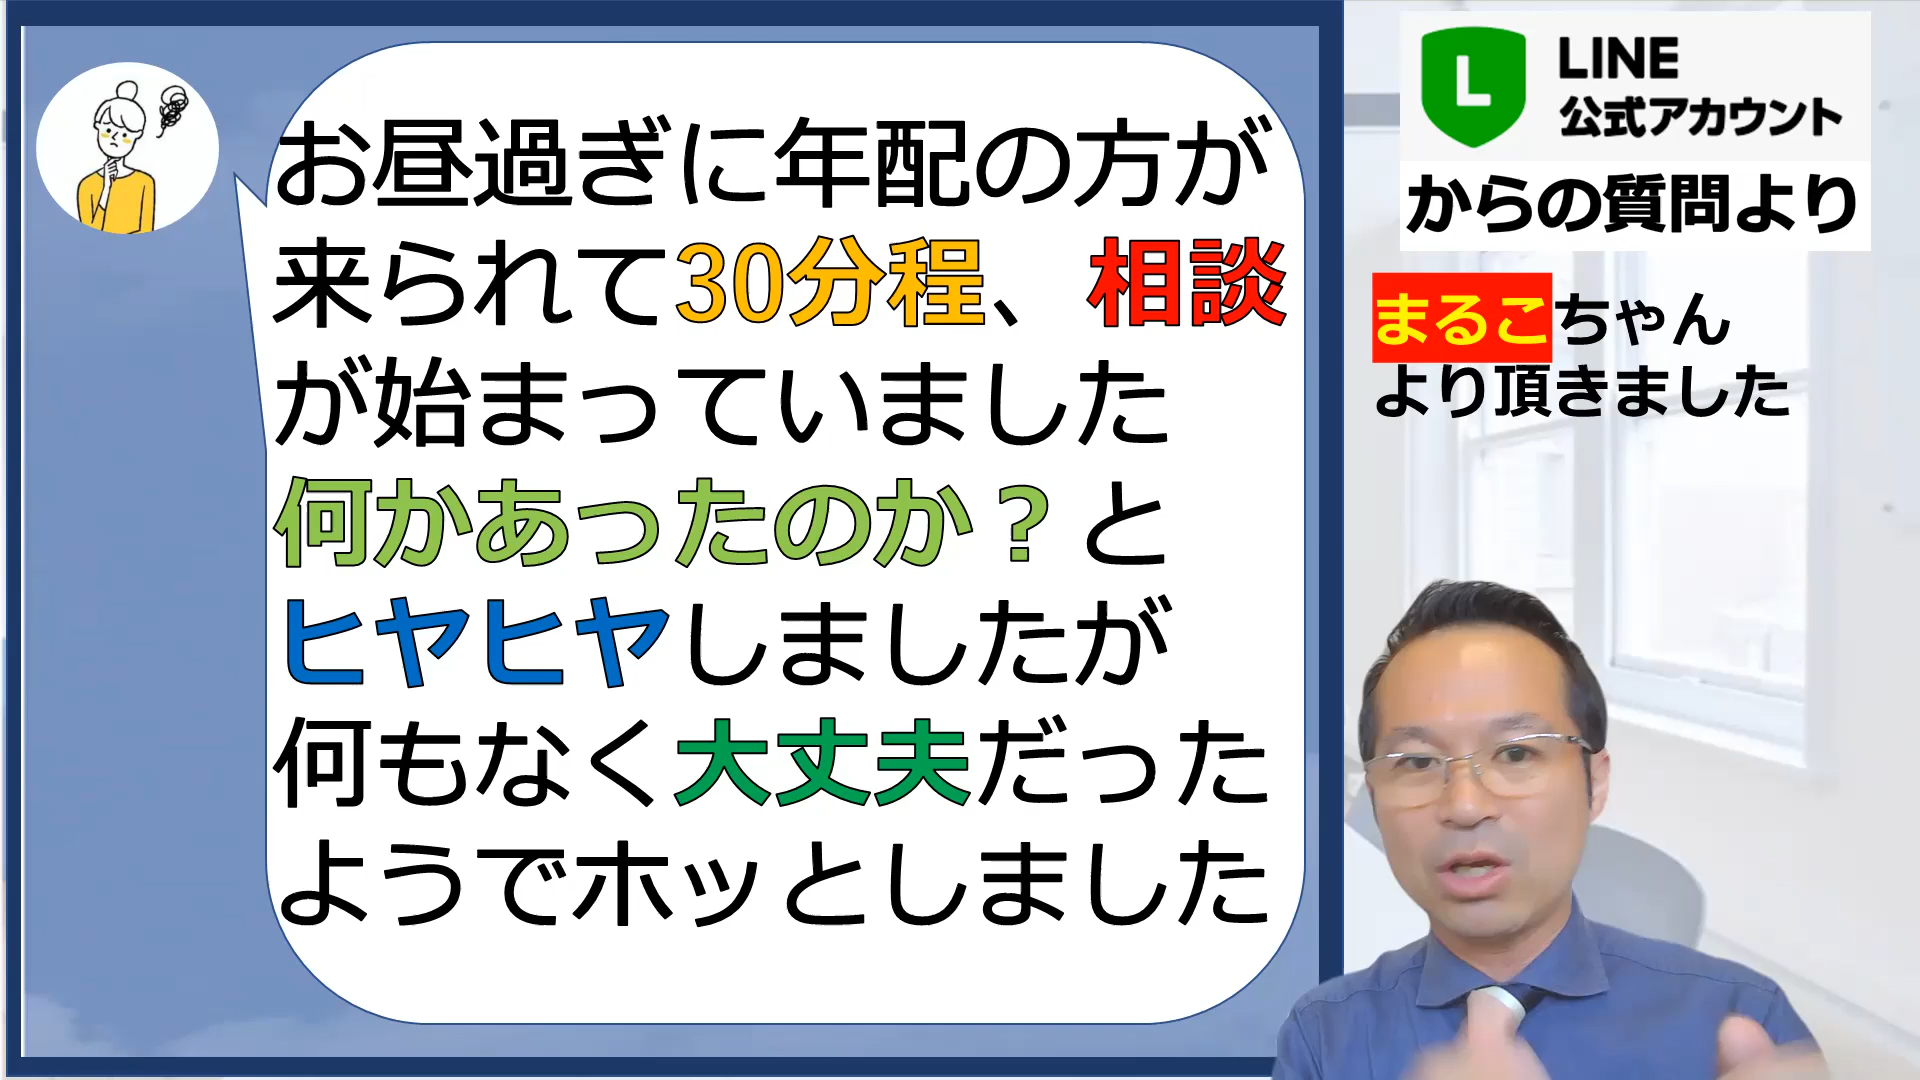 お昼過ぎに年配の方が
来られて30分程、相談
が始まっていました
何かあったのか？と
ヒヤヒヤしましたが
何もなく大丈夫だった
ようでホッとしました
L
LINE
公式アカウント
からの質問より
まるこちゃん
より頂きました